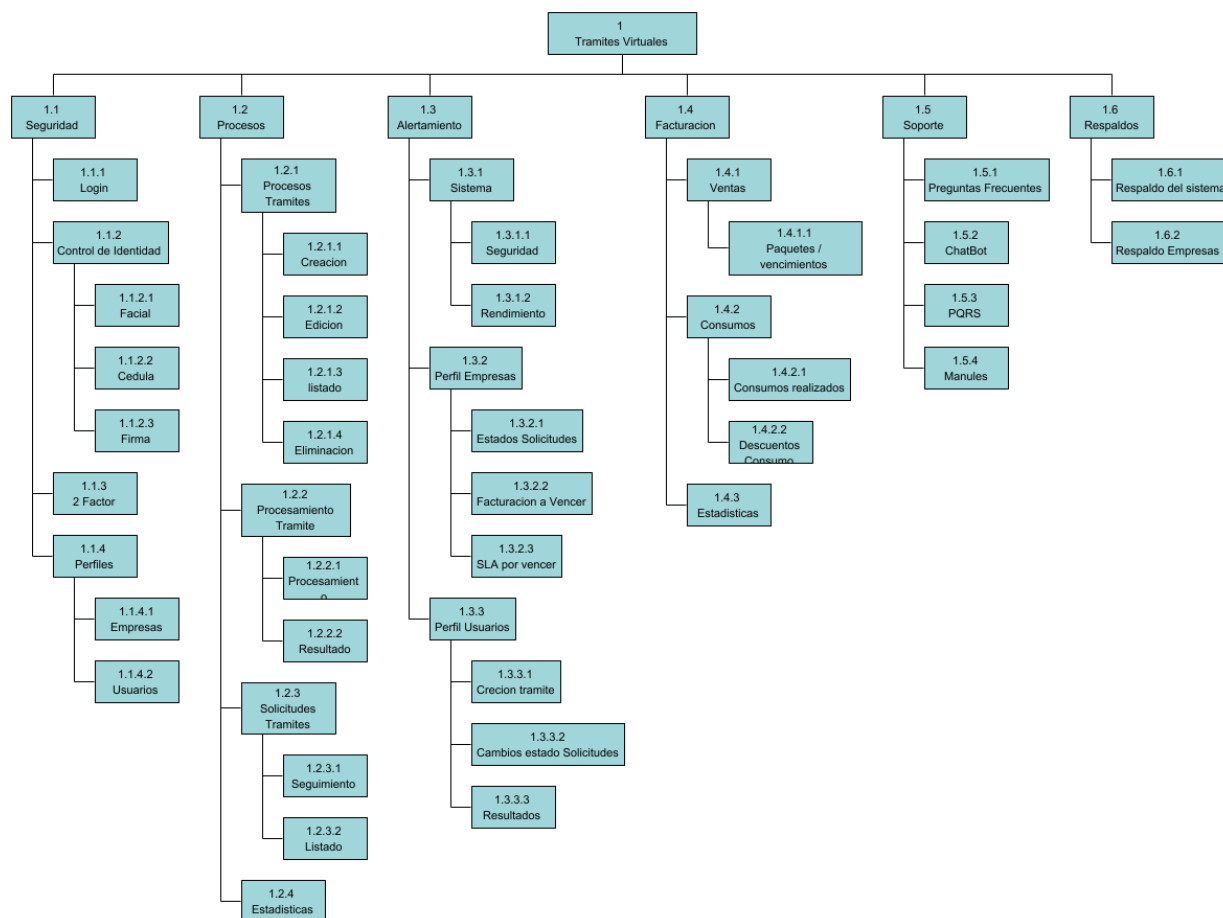 1
Tramites Virtuales
1.1
Seguridad
1.1.1
Login
1.1.2
Control de Identidad
1.1.2.1
Facial
1.1.2.2
Cedula
1.1.2.3
Firma
1.1.3
2 Factor
1.1.4
Perfiles
1.1.4.1
Empresas
1.1.4.2
Usuarios
1.2
Procesos
1.2.1
Procesos
Tramites
1.2.1.1
Creacion
1.2.1.2
Edicion
1.2.1.3
listado
1.2.1.4
Eliminacion
1.2.2
Procesamiento
Tramite
1.2.2.1
Procesamient
o
1.2.2.2
Resultado
1.2.3
Solicitudes
Tramites
1.2.3.1
Seguimiento
1.2.3.2
Listado
1.2.4
Estadisticas
1.3
Alertamiento
1.3.1
Sistema
1.3.1.1
Seguridad
1.3.1.2
Rendimiento
1.3.2
Perfil Empresas
1.3.2.1
Estados Solicitudes
1.3.2.2
Facturacion a Vencer
1.3.2.3
SLA por vencer
1.3.3
Perfil Usuarios
1.3.3.1
Crecion tramite
1.3.3.2
Cambios estado Solicitudes
1.3.3.3
Resultados
1.4
Facturacion
1.4.1
Ventas
1.4.1.1
Paquetes /
vencimientos
1.4.2
Consumos
1.4.2.1
Consumos realizados
1.4.2.2
Descuentos
Consumo
1.4.3
Estadisticas
1.5
Soporte
1.5.1
Preguntas Frecuentes
1.5.2
ChatBot
1.5.3
PQRS
1.5.4
Manules
1.6
Respaldos
1.6.1
Respaldo del sistema
1.6.2
Respaldo Empresas